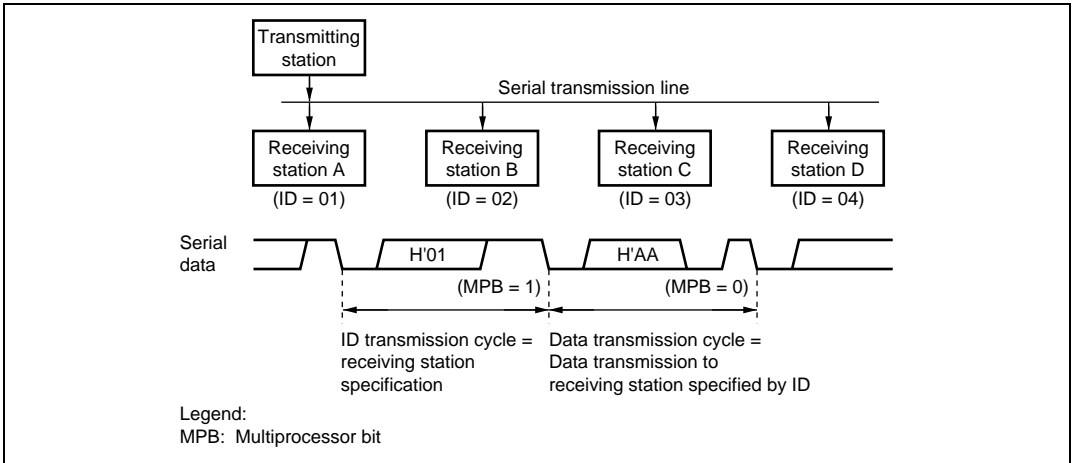 Transmitting
station
Serial transmission line
Receiving
station A
Receiving
station B
Receiving
station C
Receiving
station D
(ID = 01)
(ID = 02)
(ID = 03)
(ID = 04)
Serial
data
H'01
H'AA
(MPB = 1)
(MPB = 0)
ID transmission cycle =
receiving station
specification
Data transmission cycle =
Data transmission to
receiving station specified by ID
Legend:
MPB: Multiprocessor bit